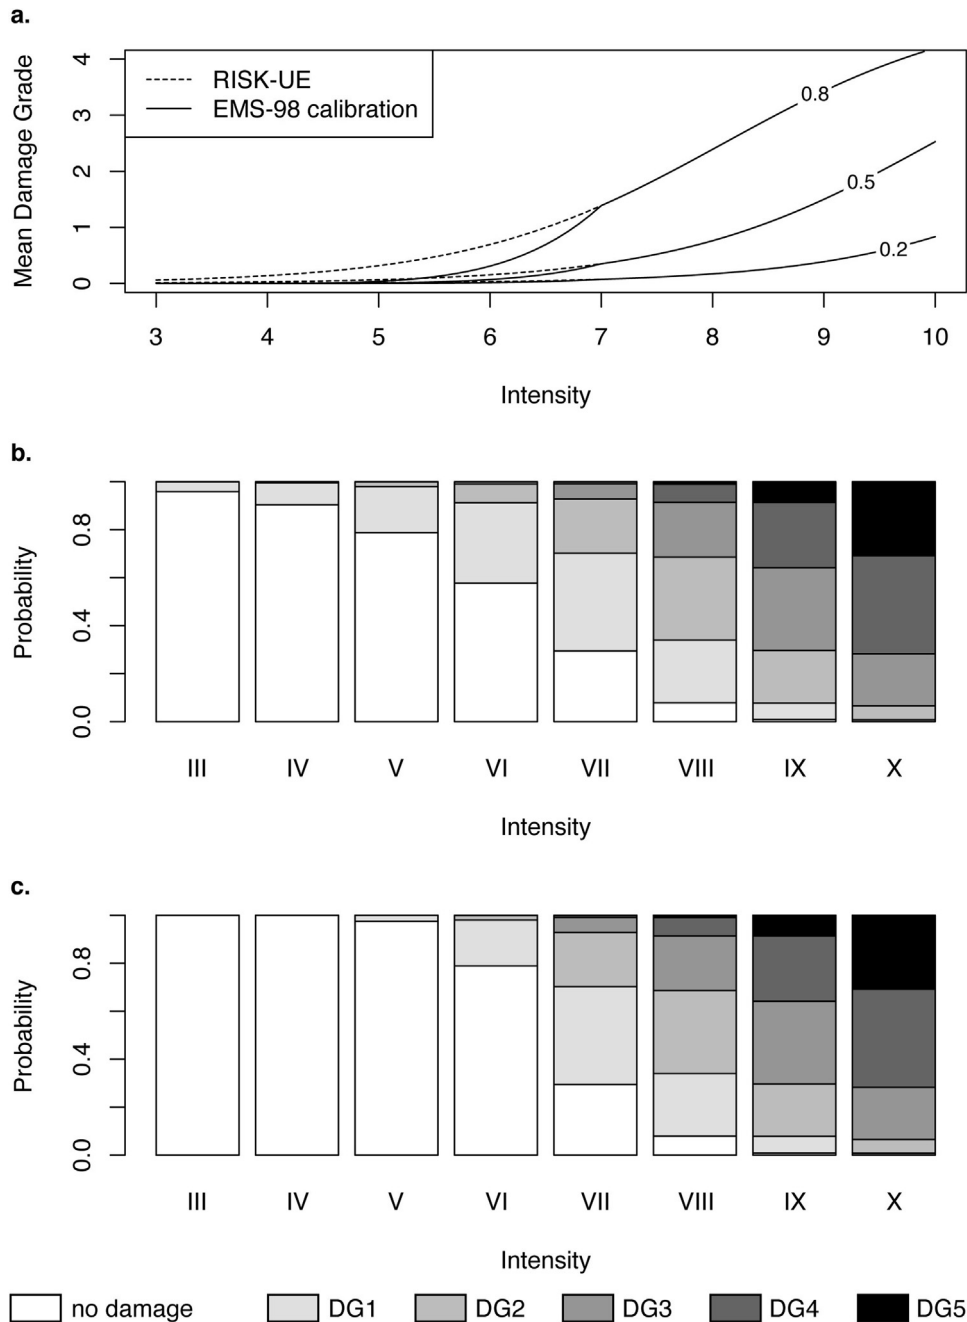 a.
Mean Damage Grade
0 1 2 3 4
RISK-UE
EMS-98 calibration
0.8
0.5
0.2
3 4 5 6 7 8 9 10
Intensity
b.
Probability
0.0 0.4 0.8
III IV V VI VII VIII IX X
Intensity
c.
Probability
0.0 0.4 0.8
III IV V VI VII VIII IX X
Intensity
no damage DG1 DG2 DG3 DG4 DG5